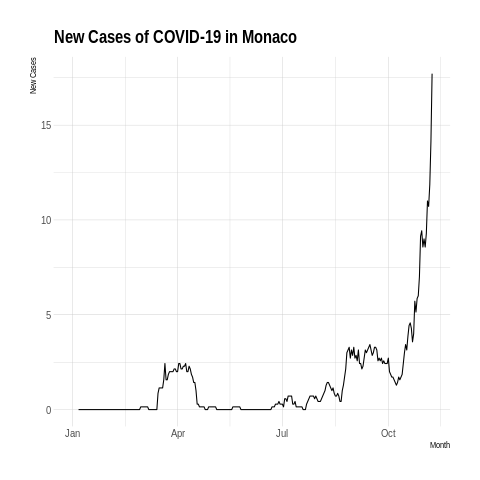 New Cases of COVID-19 in Monaco
New Cases
15
10
5
0
Jan Apr Jul Oct
Month